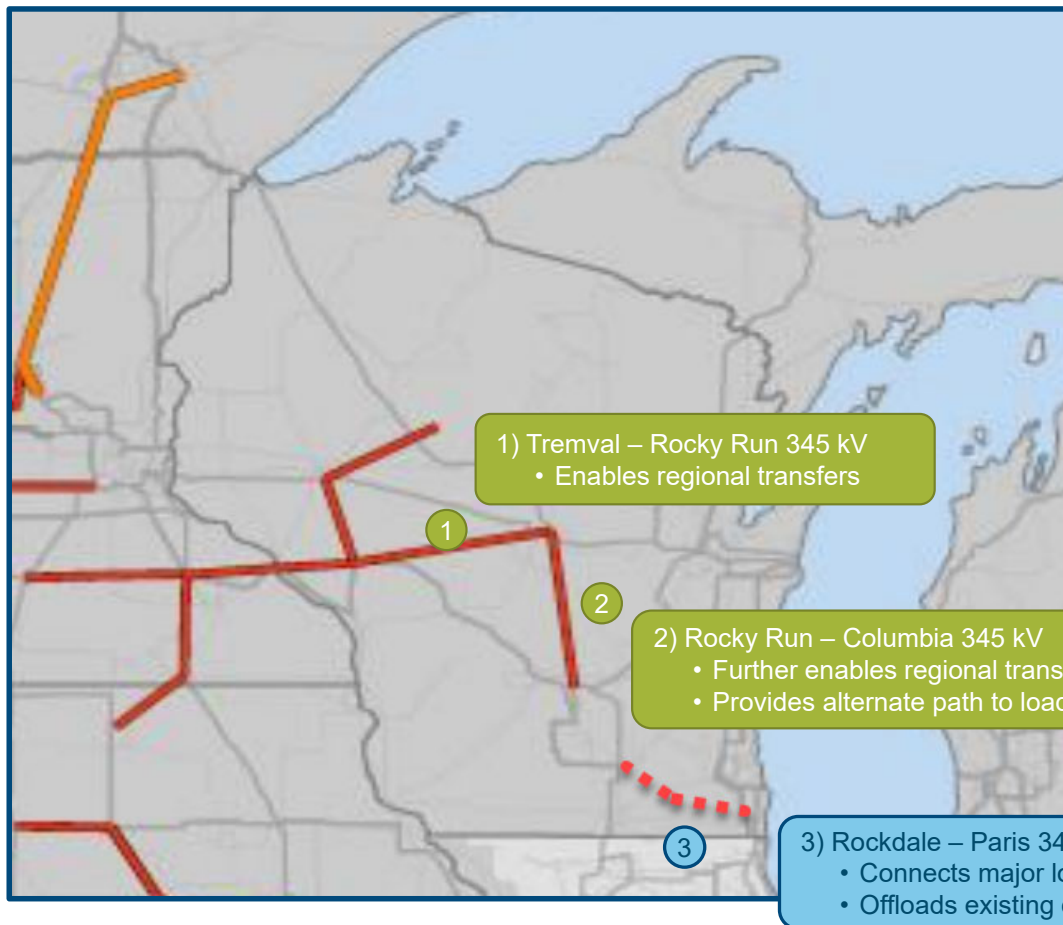 1) Tremval – Rocky Run 345 kV
• Enables regional transfers
1
2
2) Rocky Run – Columbia 345 kV
• Further enables regional trans
• Provides alternate path to load
3
3) Rockdale – Paris 34
• Connects major lo
• Offloads existing